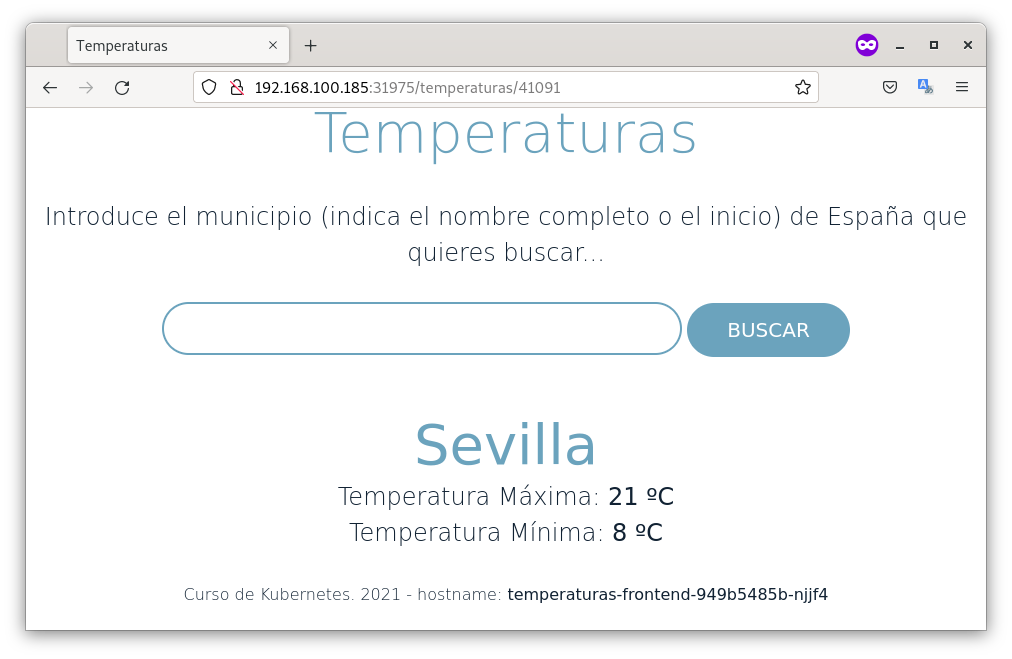 Temperaturas
192.168.100.185:31975/temperaturas/41091
Temperaturas
Introduce el municipio (indica el nombre completo o el inicio) de España que
quieres buscar...
BUSCAR
Sevilla
Temperatura Máxima: 21 ºC
Temperatura Mínima: 8 ºC
Curso de Kubernetes. 2021 - hostname: temperaturas-frontend-949b5485b-njjf4